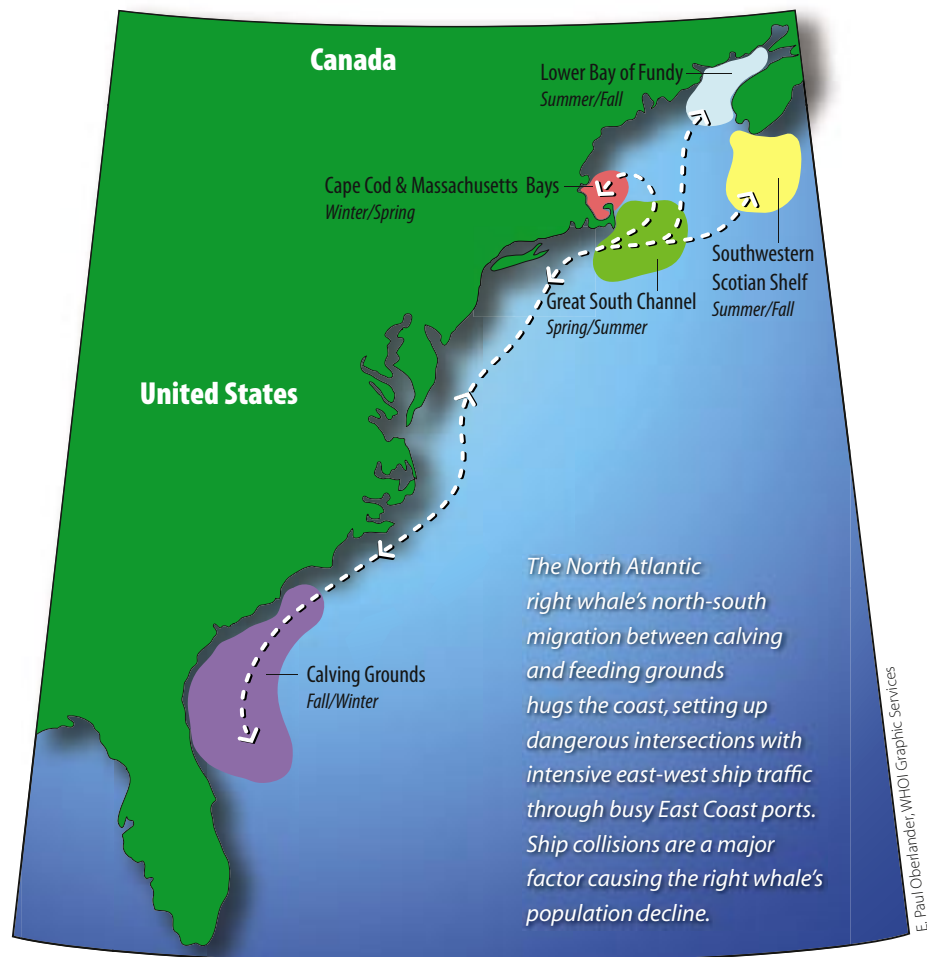 Canada
Lower Bay of Fundy
Summer/Fall
Cape Cod & Massachusetts Bays
Winter/Spring
Southwestern
Scotian Shelf
Summer/Fall
Great South Channel
Spring/Summer
United States
The North Atlantic
right whale's north-south
migration between calving
and feeding grounds
hugs the coast, setting up
dangerous intersections with
intensive east-west ship traffic
through busy East Coast ports.
Ship collisions are a major
factor causing the right whale's
population decline.
Calving Grounds
Fall/Winter
E. Paul Oberlander, WHOI Graphic Services